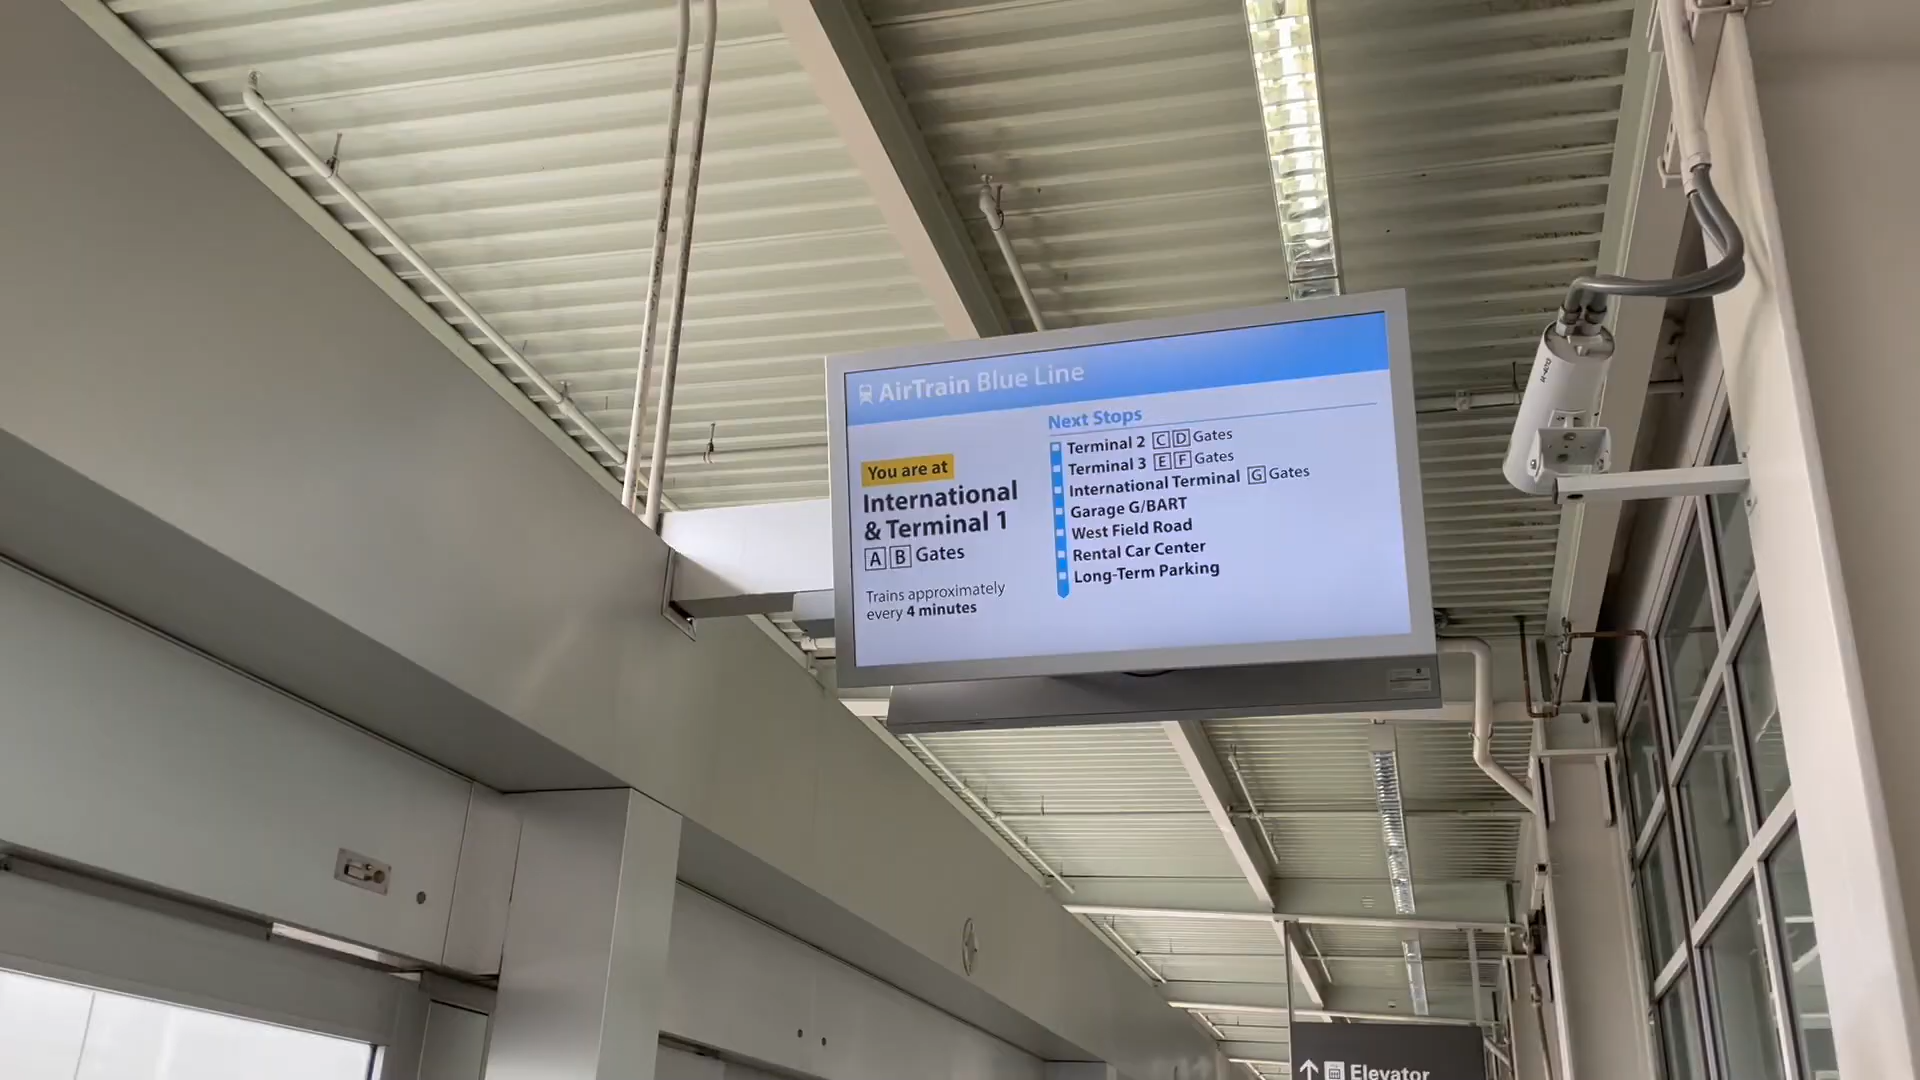 AirTrain Blue Line
You are at
International
& Terminal 1
A B Gates
Trains approximately
every 4 minutes
Next Stops
Terminal 2 C D Gates
Terminal 3 E F Gates
International Terminal G Gates
Garage G/BART
West Field Road
Rental Car Center
Long-Term Parking
Elevator